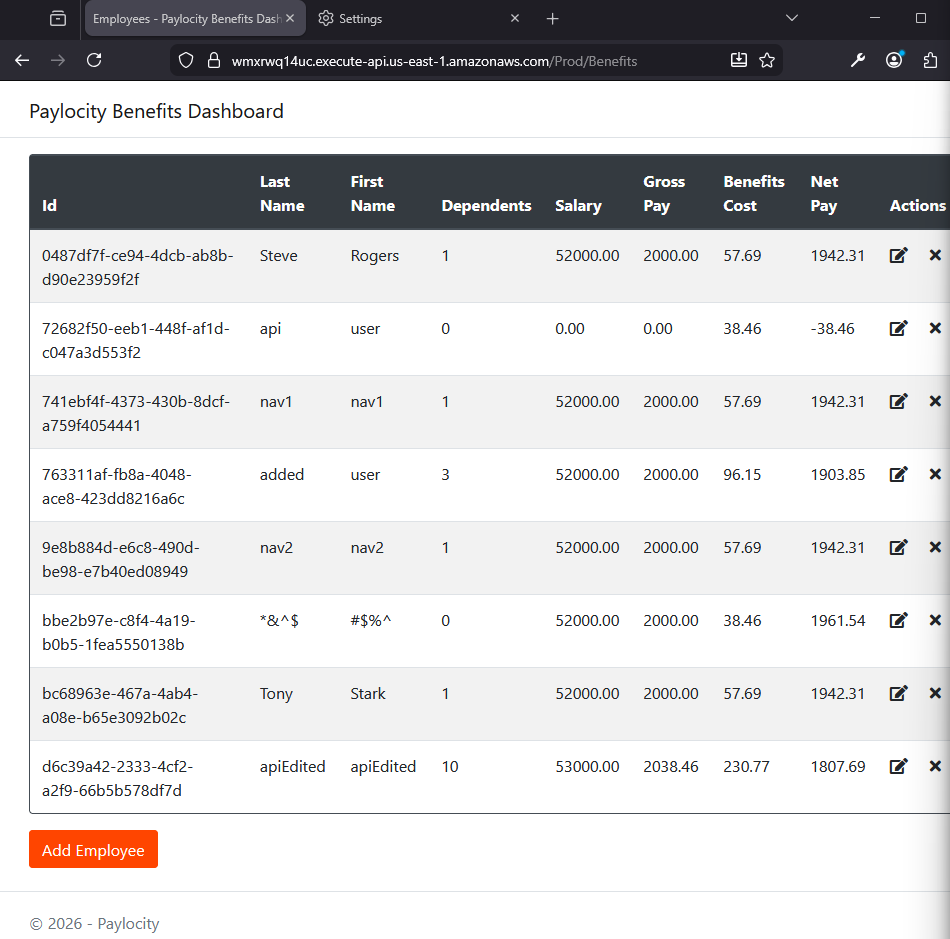 Employees - Paylocity Benefits Dash
Settings
wmxrwq14uc.execute-api.us-east-1.amazonaws.com/Prod/Benefits
Paylocity Benefits Dashboard
Id Last Name First Name Dependents Salary Gross Pay Benefits Cost Net Pay Actions
0487df7f-ce94-4dcb-ab8b- Steve Rogers 1 52000.00 2000.00 57.69 1942.31
d90e23959f2f
72682f50-eeb1-448f-af1d- api user 0 0.00 0.00 38.46 -38.46
c047a3d553f2
741ebf4f-4373-430b-8dcf- nav1 nav1 1 52000.00 2000.00 57.69 1942.31
a759f4054441
763311af-fb8a-4048- added user 3 52000.00 2000.00 96.15 1903.85
ace8-423dd8216a6c
9e8b884d-e6c8-490d- nav2 nav2 1 52000.00 2000.00 57.69 1942.31
be98-e7b40ed08949
bbe2b97e-c8f4-4a19- *&^$ #$%^ 0 52000.00 2000.00 38.46 1961.54
b0b5-1fea5550138b
bc68963e-467a-4ab4- Tony Stark 1 52000.00 2000.00 57.69 1942.31
a08e-b65e3092b02c
d6c39a42-2333-4cf2- apiEdited apiEdited 10 53000.00 2038.46 230.77 1807.69
a2f9-66b5b578df7d
Add Employee
© 2026 - Paylocity